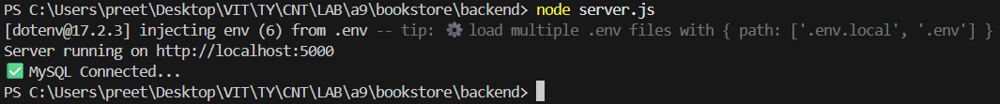 PS C:\Users\preet\Desktop\VIT\TY\CNT\LAB\a9\bookstore\backend> node server.js
[dotenv@17.2.3] injecting env (6) from .env -- tip: ⚙️ load multiple .env files with { path: ['.env.local', '.env'] }
Server running on http://localhost:5000
✅ MySQL Connected...
PS C:\Users\preet\Desktop\VIT\TY\CNT\LAB\a9\bookstore\backend>